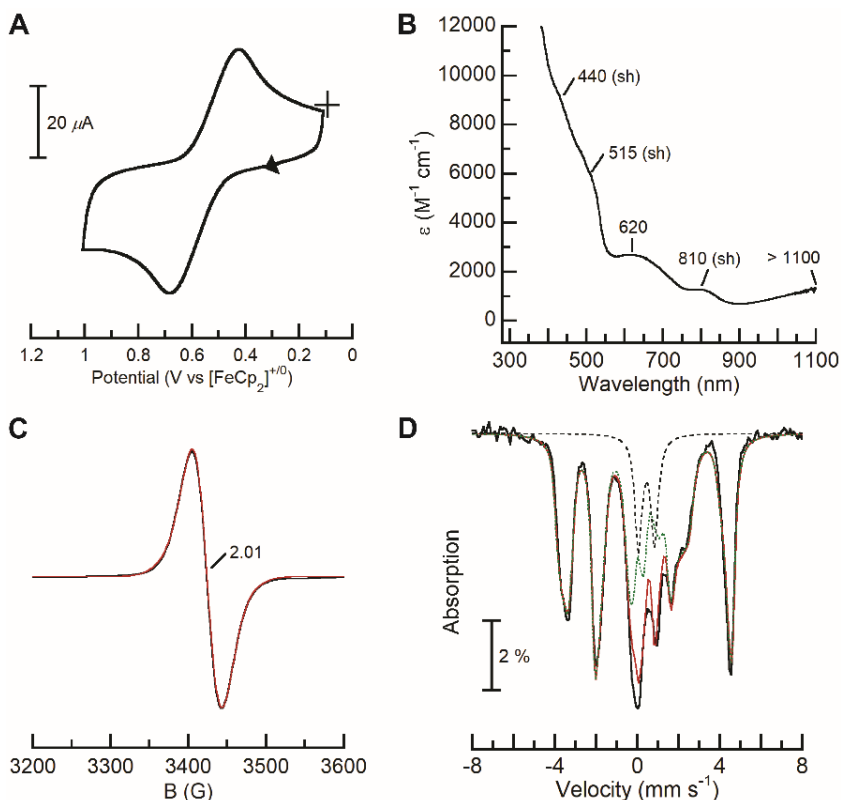 A
20 µA
1.2 1 0.8 0.6 0.4 0.2 0
Potential (V vs [FeCp₂]⁺ᐟ⁰)
B
12000
10000
8000
6000
4000
2000
0
ε (M⁻¹ cm⁻¹)
440 (sh)
515 (sh)
620
810 (sh)
> 1100
300 500 700 900 1100
Wavelength (nm)
C
2.01
3200 3300 3400 3500 3600
B (G)
D
Absorption
2 %
-8 -4 0 4 8
Velocity (mm s⁻¹)